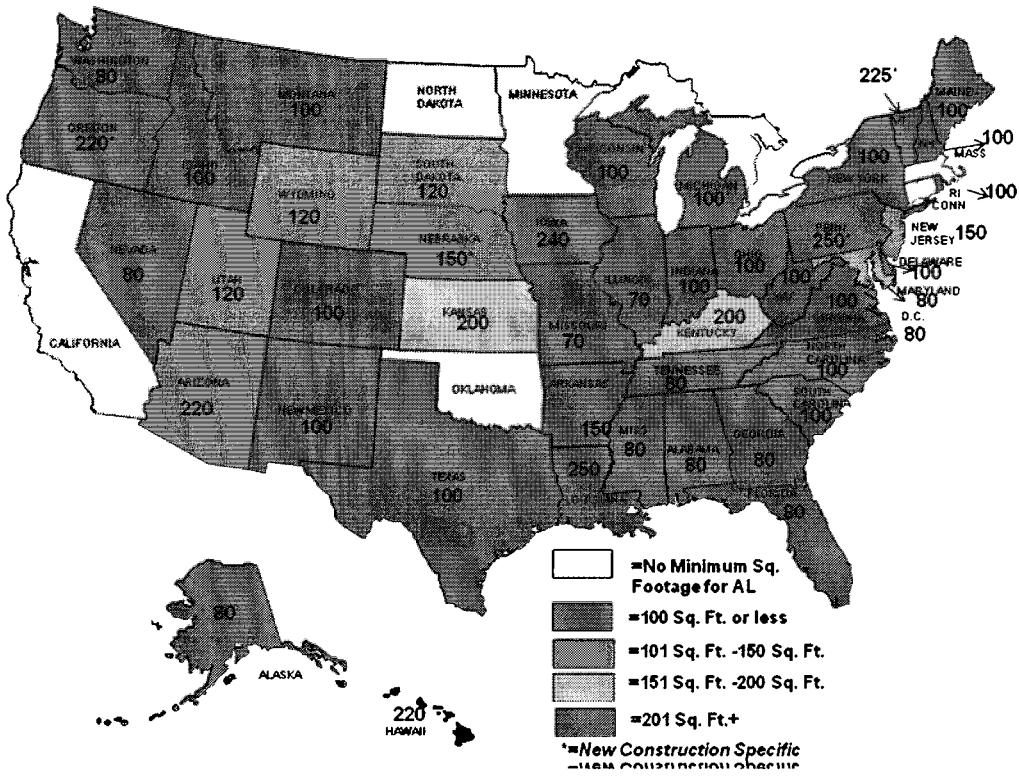 WASHINGTON
80
OREGON
220*
MONTANA
100
IDAHO
100
NORTH
DAKOTA
MINNESOTA
SOUTH
DAKOTA
120
WYOMING
120
NEBRASKA
150*
NEVADA
80
UTAH
120
COLORADO
100
KANSAS
200
CALIFORNIA
ARIZONA
220
NEW MEXICO
100
OKLAHOMA
TEXAS
100
WISCONSIN
100
MICHIGAN
100
IOWA
240
ILLINOIS
70
INDIANA
100
OHIO
100
MISSOURI
70
KENTUCKY
200
TENNESSEE
80
ARKANSAS
150
MISS
80
ALABAMA
80
GEORGIA
80
250
FLORIDA
80
SOUTH
CAROLINA
100
NORTH
CAROLINA
100
100
VIRGINIA
100
PENN
250*
NEW YORK
100
225*
MAINE
100
100
MASS
RI
100
CONN
NEW
JERSEY 150
DELAWARE
100
MARYLAND
80
D.C.
80
80
ALASKA
220
HAWAII
=No Minimum Sq.
Footage for AL
=100 Sq. Ft. or less
=101 Sq. Ft. -150 Sq. Ft.
=151 Sq. Ft. -200 Sq. Ft.
=201 Sq. Ft.+
*=New Construction Specific